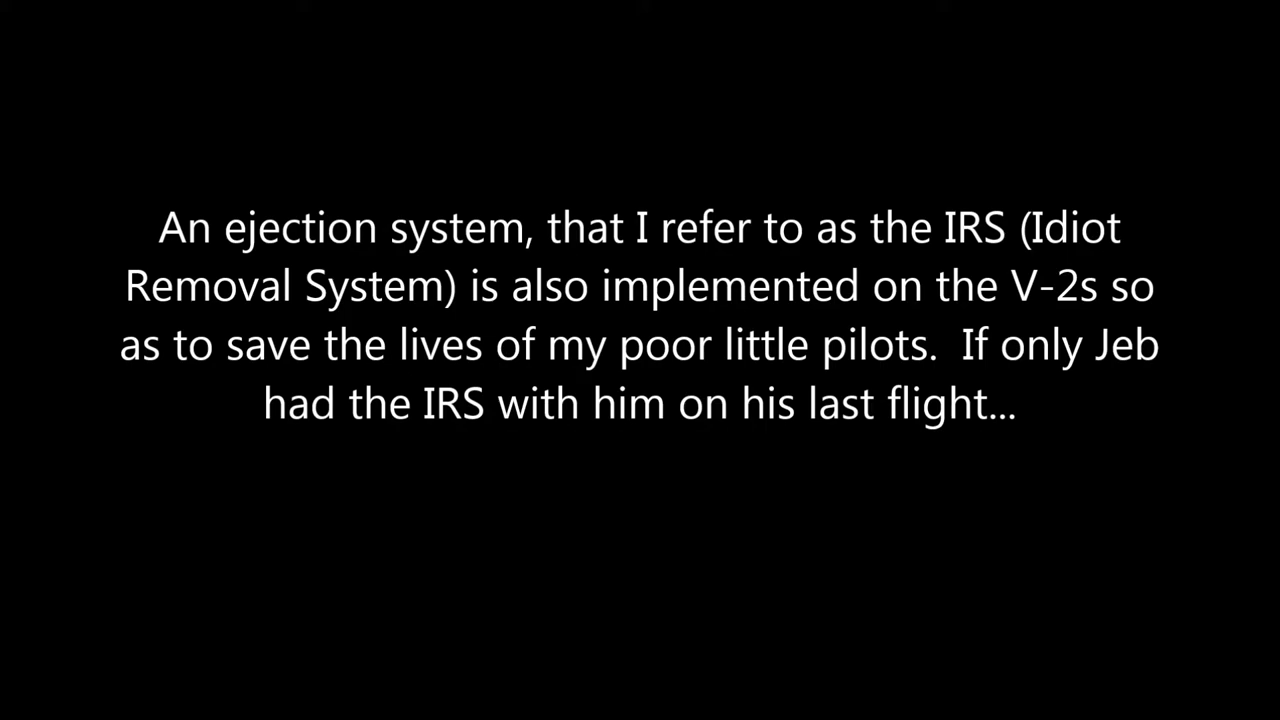 An ejection system, that I refer to as the IRS (Idiot
Removal System) is also implemented on the V-2s so
as to save the lives of my poor little pilots.  If only Jeb
had the IRS with him on his last flight...